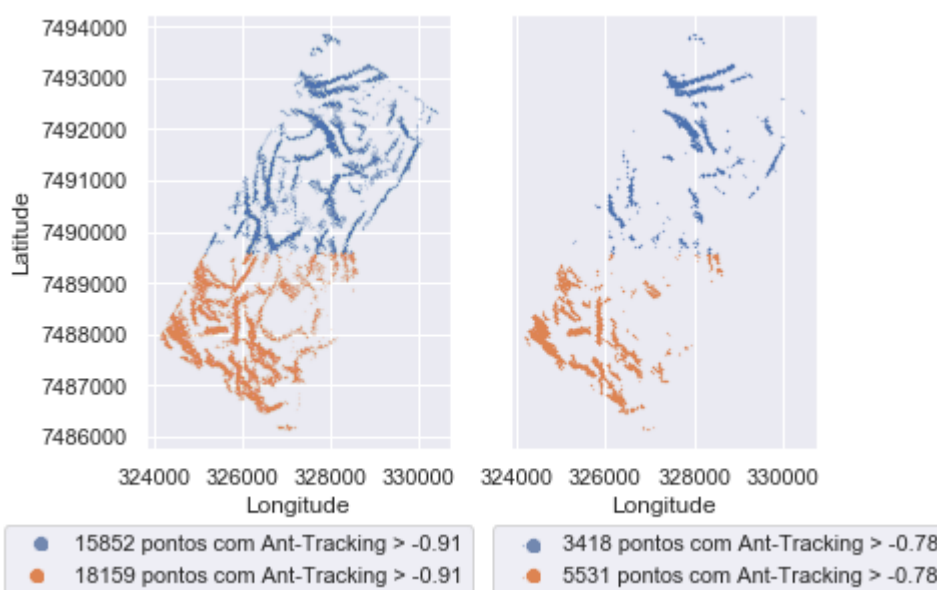 7494000
7493000
7492000
7491000
7490000
7489000
7488000
7487000
7486000
Latitude
324000 326000 328000 330000
Longitude
324000 326000 328000 330000
Longitude
15852 pontos com Ant-Tracking > -0.91
18159 pontos com Ant-Tracking > -0.91
3418 pontos com Ant-Tracking > -0.78
5531 pontos com Ant-Tracking > -0.78